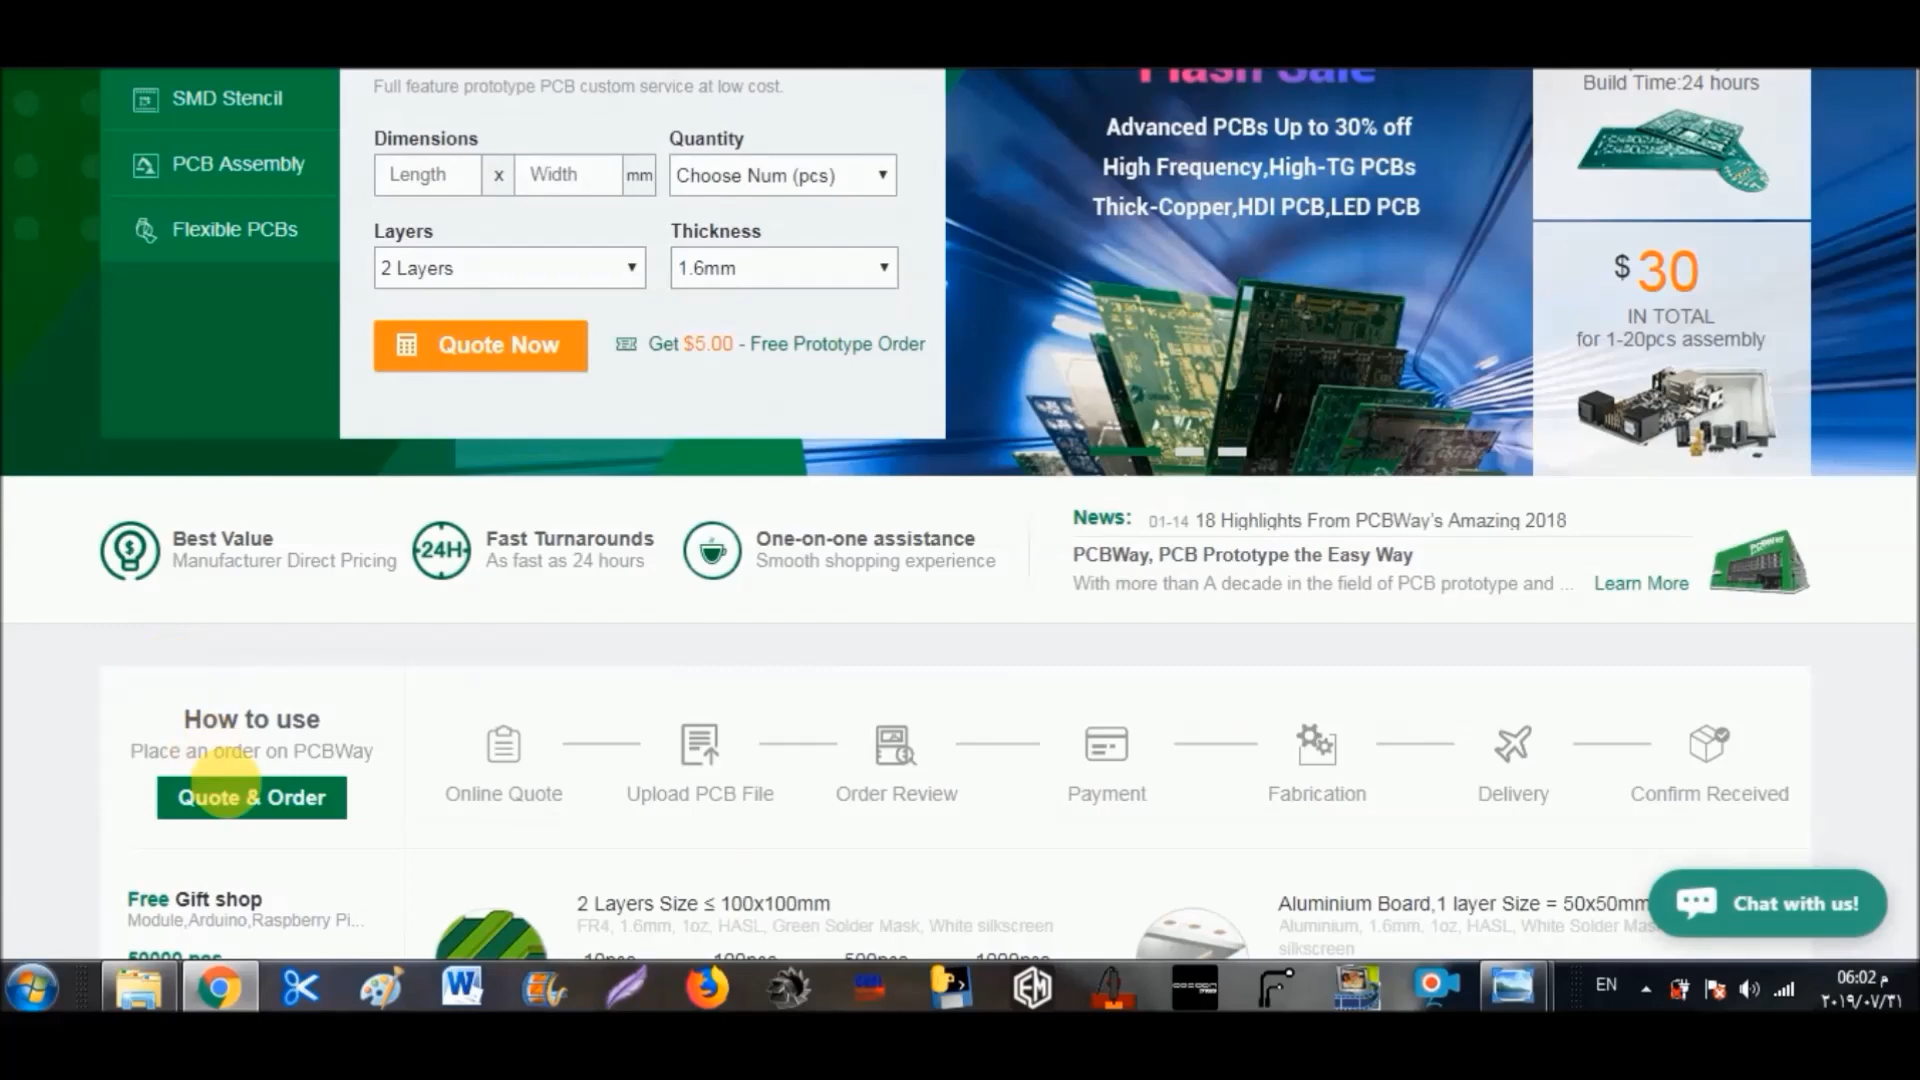 SMD Stencil
PCB Assembly
Flexible PCBs
Full feature prototype PCB custom service at low cost.
Dimensions
Quantity
Length
x
Width
mm
Choose Num (pcs)
Layers
Thickness
2 Layers
1.6mm
Quote Now
Get $5.00 - Free Prototype Order
Flash Sale
Advanced PCBs Up to 30% off
High Frequency,High-TG PCBs
Thick-Copper,HDI PCB,LED PCB
Build Time:24 hours
$30
IN TOTAL
for 1-20pcs assembly
Best Value
Manufacturer Direct Pricing
24H
Fast Turnarounds
As fast as 24 hours
One-on-one assistance
Smooth shopping experience
News: 01-14 18 Highlights From PCBWay's Amazing 2018
PCBWay, PCB Prototype the Easy Way
With more than A decade in the field of PCB prototype and ... Learn More
PCBWay
How to use
Place an order on PCBWay
Quote & Order
Online Quote
Upload PCB File
Order Review
Payment
Fabrication
Delivery
Confirm Received
Free Gift shop
Module,Arduino,Raspberry Pi...
2 Layers Size ≤ 100x100mm
FR4, 1.6mm, 1oz, HASL, Green Solder Mask, White silkscreen
Aluminium Board,1 layer Size = 50x50mm
Aluminium, 1.6mm, 1oz, HASL, White Solder Mas
silkscreen
Chat with us!
EN
06:02 م
٢٠١٩/٠٧/٣١